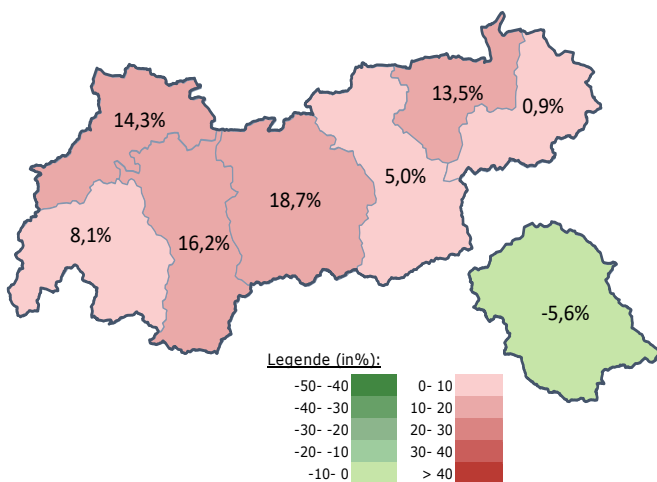 13,5%
0,9%
14,3%
5,0%
18,7%
8,1%
16,2%
-5,6%
Legende (in%):
-50- -40 0- 10
-40- -30 10- 20
-30- -20 20- 30
-20- -10 30- 40
-10- 0 > 40